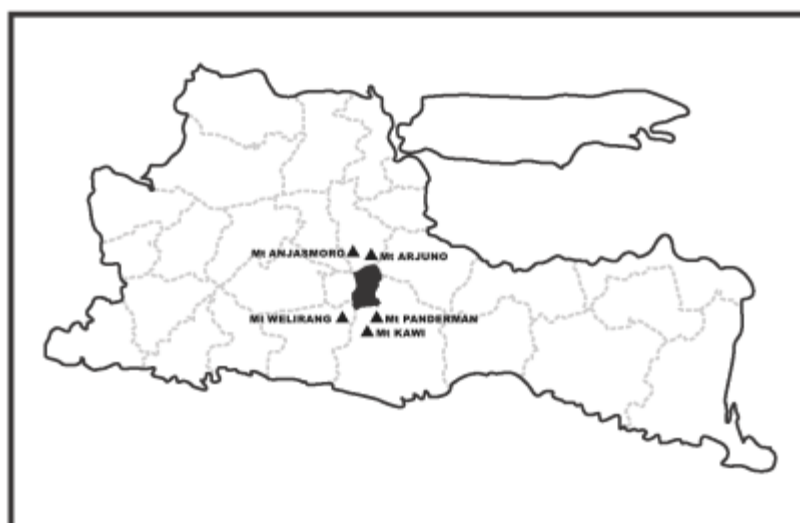 Mt ANJASMORO
Mt ARJUNO
Mt WELIRANG
Mt PANDERMAN
Mt KAWI